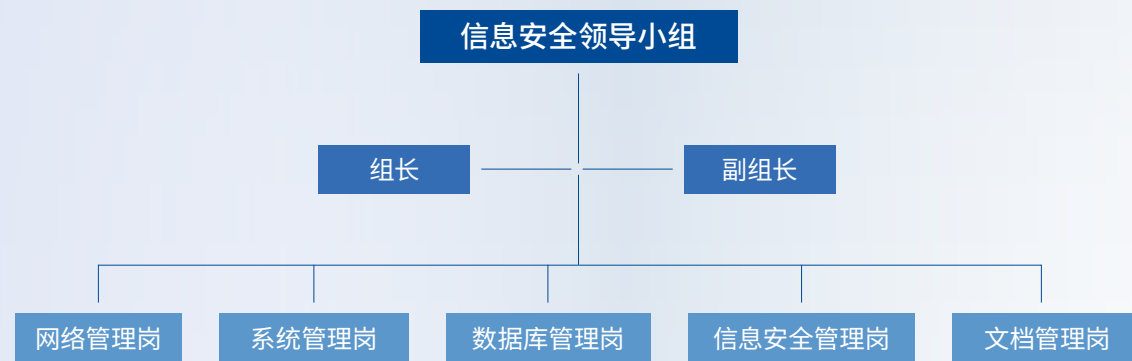 信息安全领导小组
组长
副组长
网络管理岗
系统管理岗
数据库管理岗
信息安全管理岗
文档管理岗